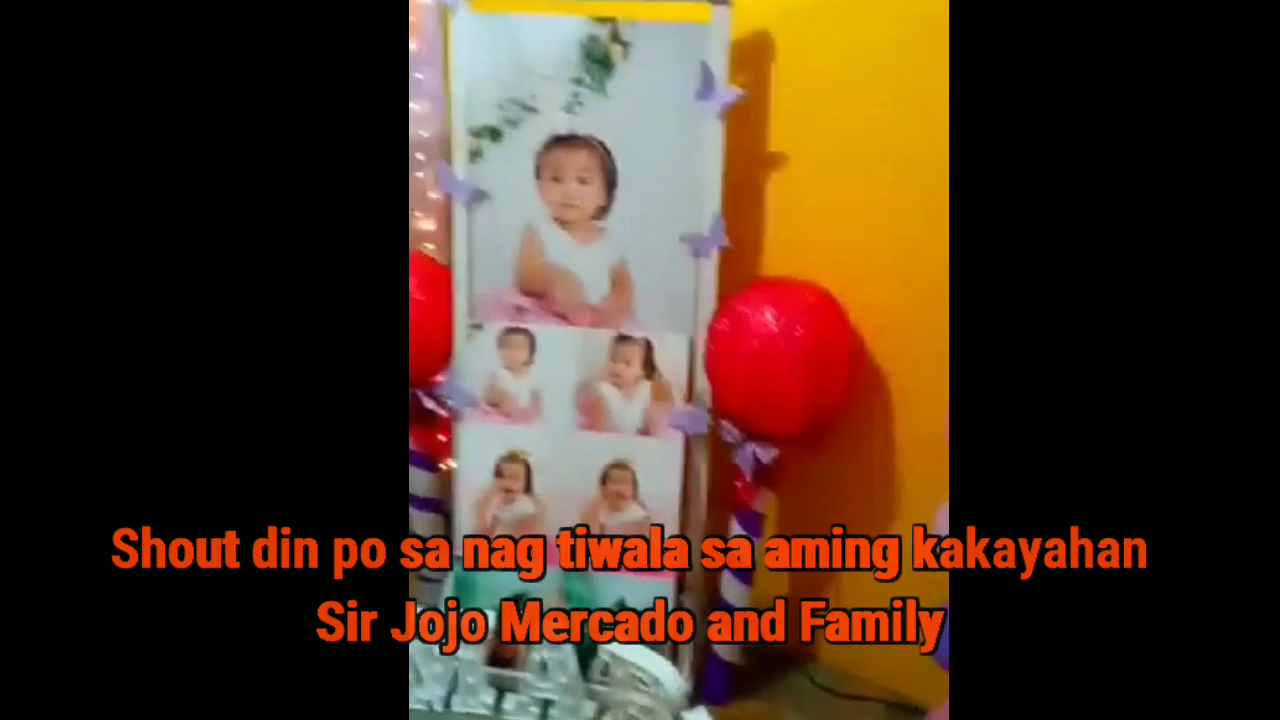 Shout din po sa nag tiwala sa aming kakayahan
Sir Jojo Mercado and Family